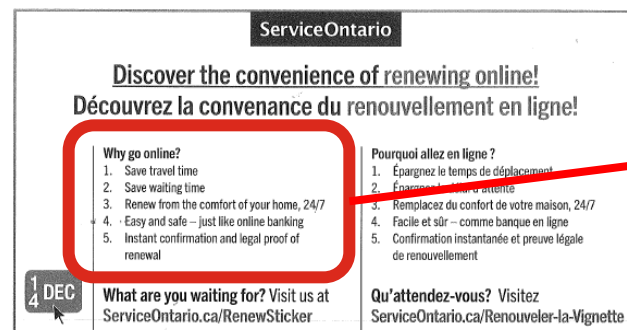 ServiceOntario
Discover the convenience of renewing online!
Découvrez la convenance du renouvellement en ligne!
Why go online?
1. Save travel time
2. Save waiting time
3. Renew from the comfort of your home, 24/7
4. Easy and safe – just like online banking
5. Instant confirmation and legal proof of
renewal
What are you waiting for? Visit us at
ServiceOntario.ca/RenewSticker
Pourquoi allez en ligne ?
1. Épargnez le temps de déplacement
2. Épargnez d'attente
3. Remplacez du confort de votre maison, 24/7
4. Facile et sûr – comme banque en ligne
5. Confirmation instantanée et preuve légale
de renouvellement
Qu'attendez-vous? Visitez
ServiceOntario.ca/Renouveler-la-Vignette
14 DEC